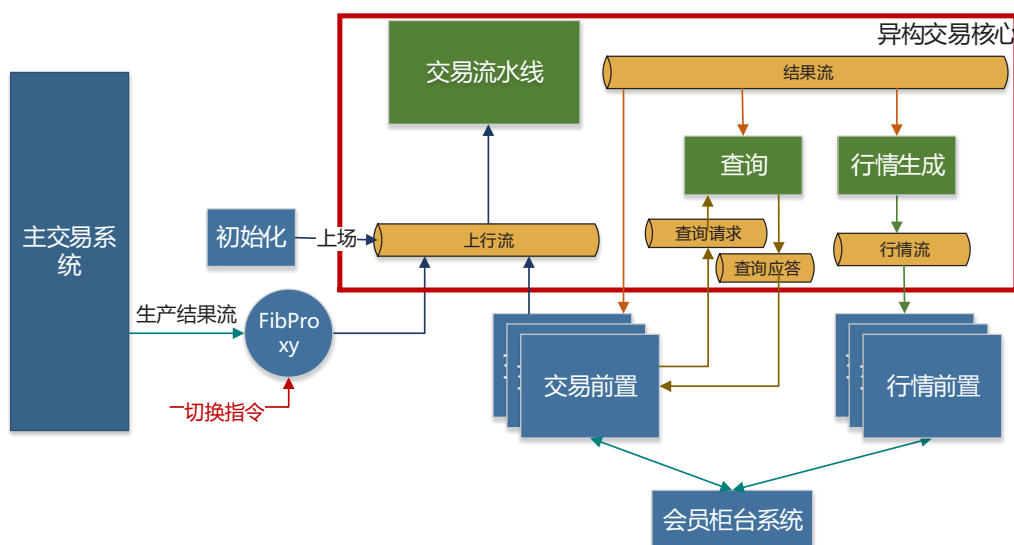 异构交易核心
交易流水线
结果流
查询
行情生成
主交易系
统
初始化
上场
上行流
查询请求
查询应答
行情流
生产结果流
FibPro
xy
切换指令
交易前置
行情前置
会员柜台系统